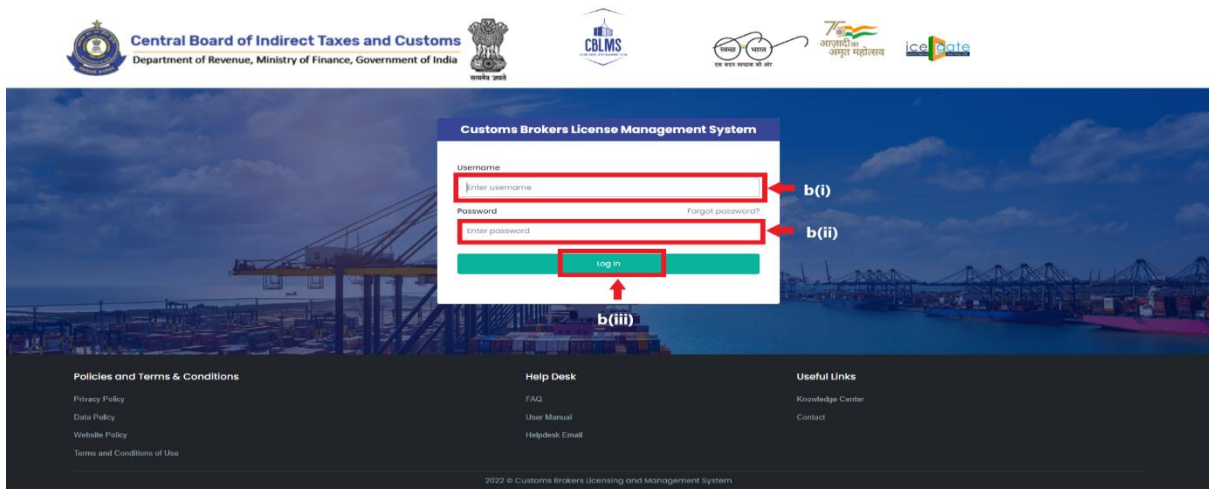 Central Board of Indirect Taxes and Customs
Department of Revenue, Ministry of Finance, Government of India
सत्यमेव जयते
CBLMS
स्वच्छ भारत
एक कदम स्वच्छता की ओर
75
आज़ादी का
अमृत महोत्सव
icegate
Customs Brokers License Management System
Username
Enter username
b(i)
Password
Forgot password?
Enter password
b(ii)
Log In
b(iii)
Policies and Terms & Conditions
Help Desk
Useful Links
Privacy Policy
FAQ
Knowledge Center
Data Policy
User Manual
Contact
Website Policy
Helpdesk Email
Terms and Conditions of Use
2022 © Customs Brokers Licensing and Management System